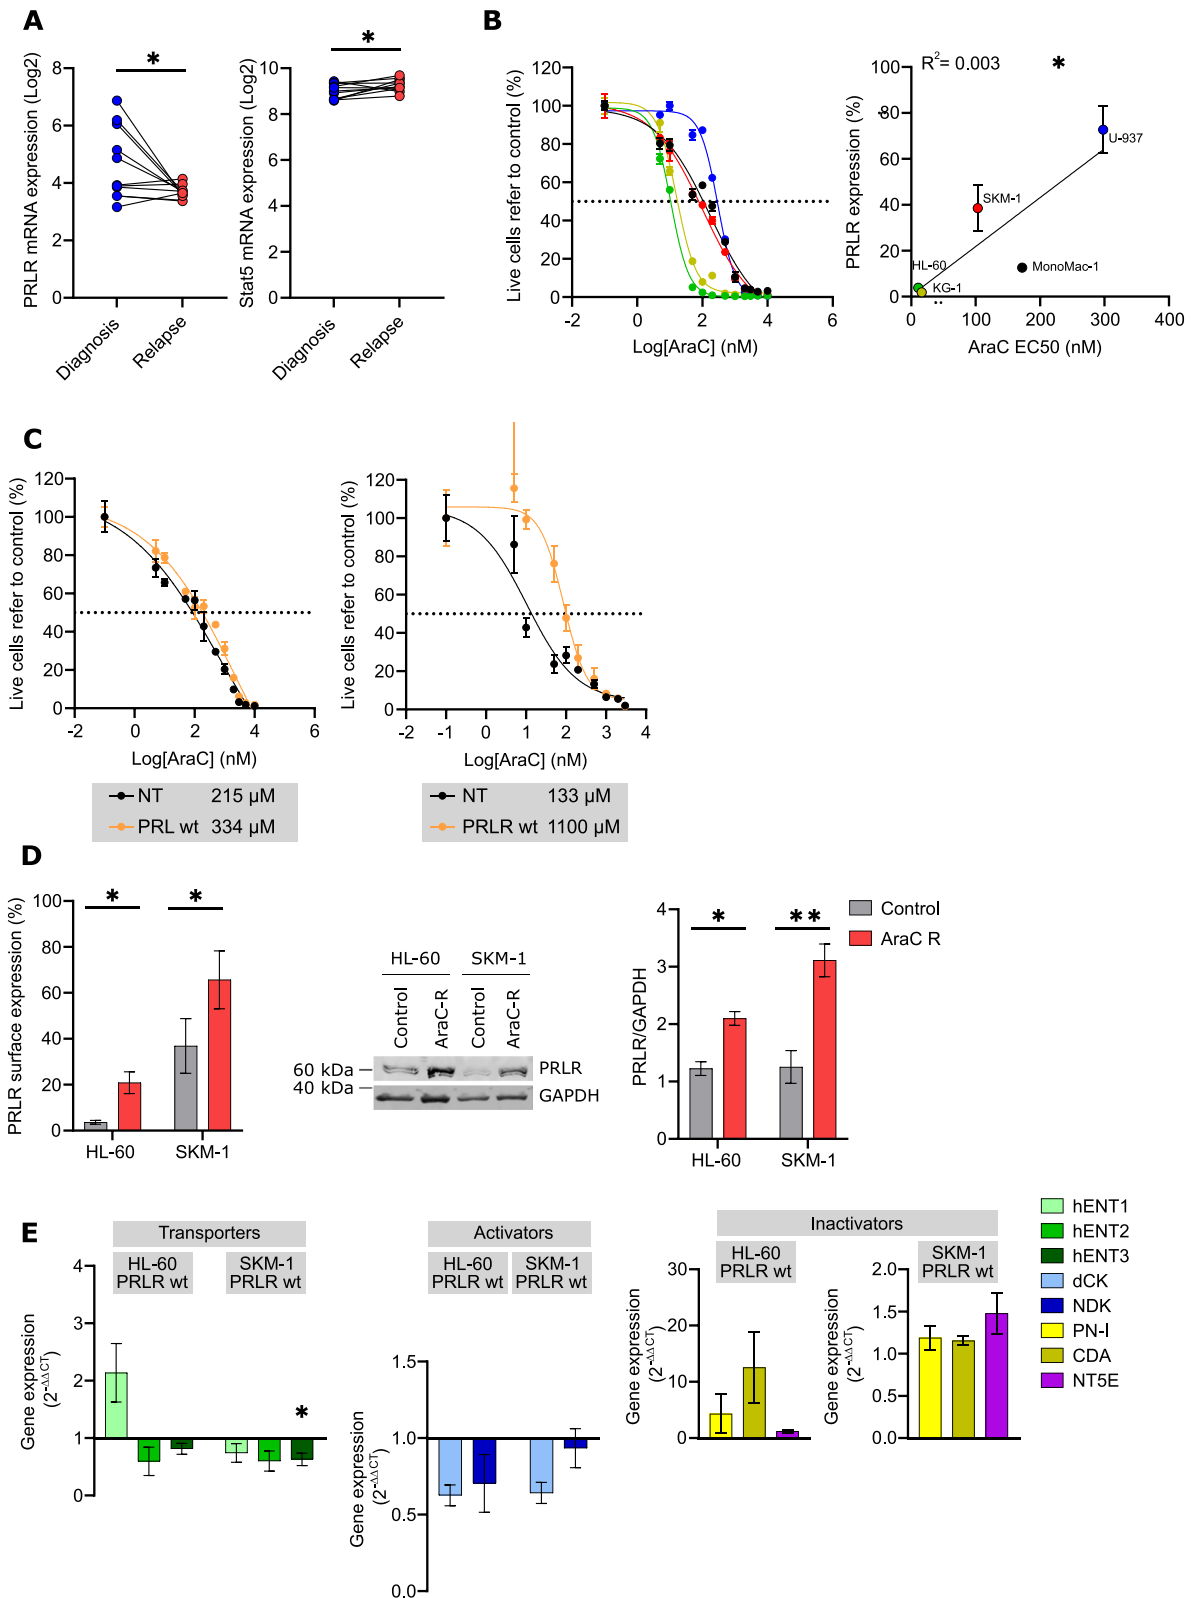 A
PRLR mRNA expression (Log2)
8
6
4
2
0
*
Diagnosis
Relapse
Stat5 mRNA expression (Log2)
10
8
6
4
2
0
*
Diagnosis
Relapse
B
Live cells refer to control (%)
120
100
80
60
40
20
0
-2 0 2 4 6
Log[AraC] (nM)
PRLR expression (%)
100
80
60
40
20
0
R²= 0.003
*
U-937
SKM-1
MonoMac-1
HL-60
KG-1
0 100 200 300 400
AraC EC50 (nM)
C
Live cells refer to control (%)
120
100
80
60
40
20
0
-2 0 2 4 6
Log[AraC] (nM)
NT 215 µM
PRL wt 334 µM
Live cells refer to control (%)
120
100
80
60
40
20
0
-2 -1 0 1 2 3 4
Log[AraC] (nM)
NT 133 µM
PRLR wt 1100 µM
D
PRLR surface expression (%)
100
80
60
40
20
0
* *
HL-60 SKM-1
HL-60 SKM-1
Control
AraC-R
Control
AraC-R
60 kDa
40 kDa
PRLR
GAPDH
PRLR/GAPDH
4
3
2
1
0
* **
HL-60 SKM-1
Control
AraC R
E
Transporters
HL-60 PRLR wt
SKM-1 PRLR wt
Gene expression
(2-ΔΔCT)
4
3
2
1
0
*
Activators
HL-60 PRLR wt
SKM-1 PRLR wt
Gene expression
(2-ΔΔCT)
1.5
1.0
0.5
0.0
Inactivators
HL-60
PRLR wt
Gene expression
(2-ΔΔCT)
30
20
10
0
SKM-1
PRLR wt
Gene expression
(2-ΔΔCT)
2.0
1.5
1.0
0.5
0.0
hENT1
hENT2
hENT3
dCK
NDK
PN-I
CDA
NT5E